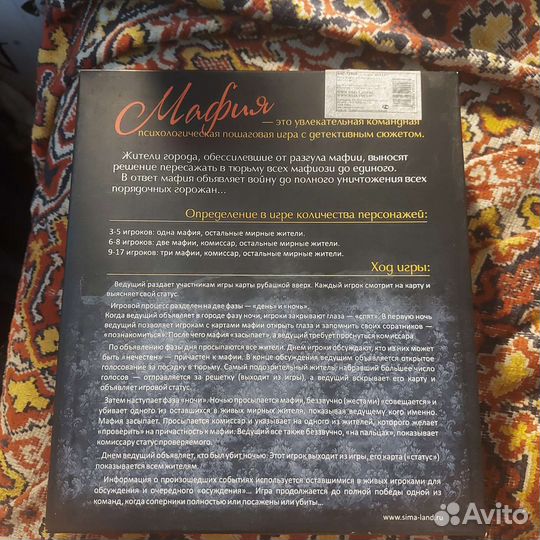 Мафия
— это увлекательная командная
психологическая пошаговая игра с детективным сюжетом.
Жители города, обессилевшие от разгула мафии, выносят
решение пересажать в тюрьму всех мафиози до единого.
В ответ мафия объявляет войну до полного уничтожения всех
порядочных горожан...
Определение в игре количества персонажей:
3-5 игроков: одна мафия, остальные мирные жители.
6-8 игроков: две мафии, комиссар, остальные мирные жители.
9-17 игроков: три мафии, комиссар, остальные мирные жители.
Ход игры:
Ведущий раздает участникам игры карты рубашкой вверх. Каждый игрок смотрит на карту и
выясняет свой статус.
Игровой процесс разделен на две фазы — «день» и «ночь».
Когда ведущий объявляет в городе фазу ночи, игроки закрывают глаза — «спят». В первую ночь
ведущий позволяет игрокам с картами мафии открыть глаза и запомнить своих соратников —
«познакомиться». После чего мафия «засыпает», а ведущий требует проснуться комиссара.
По объявлению фазы дня просыпаются все жители. Днем игроки обсуждают, кто из них может
быть «нечестен» — причастен к мафии. В конце обсуждения ведущим объявляется открытое
голосование за посадку в тюрьму. Самый подозрительный житель, набравший большее число
голосов — отправляется за решетку (выходит из игры), а ведущий вскрывает его карту и
объявляет игровой статус.
Затем наступает фаза «ночи». Ночью просыпается мафия, беззвучно (жестами) «совещается» и
убивает одного из оставшихся в живых мирных жителей, показывая ведущему кого именно.
Мафия засыпает. Просыпается комиссар и указывает на одного из жителей, которого желает
«проверить» на причастность к мафии. Ведущий все также беззвучно, «на пальцах», показывает
комиссару статус проверяемого.
Днем ведущий объявляет, кто был убит ночью. Этот игрок выходит из игры, его карта («статус»)
показывается всем жителям.
Информация о произошедших событиях используется оставшимися в живых игроками для
обсуждения и очередного «осуждения»... Игра продолжается до полной победы одной из
команд, когда соперники полностью или посажены или убиты...
www.sima-land.ru
Avito